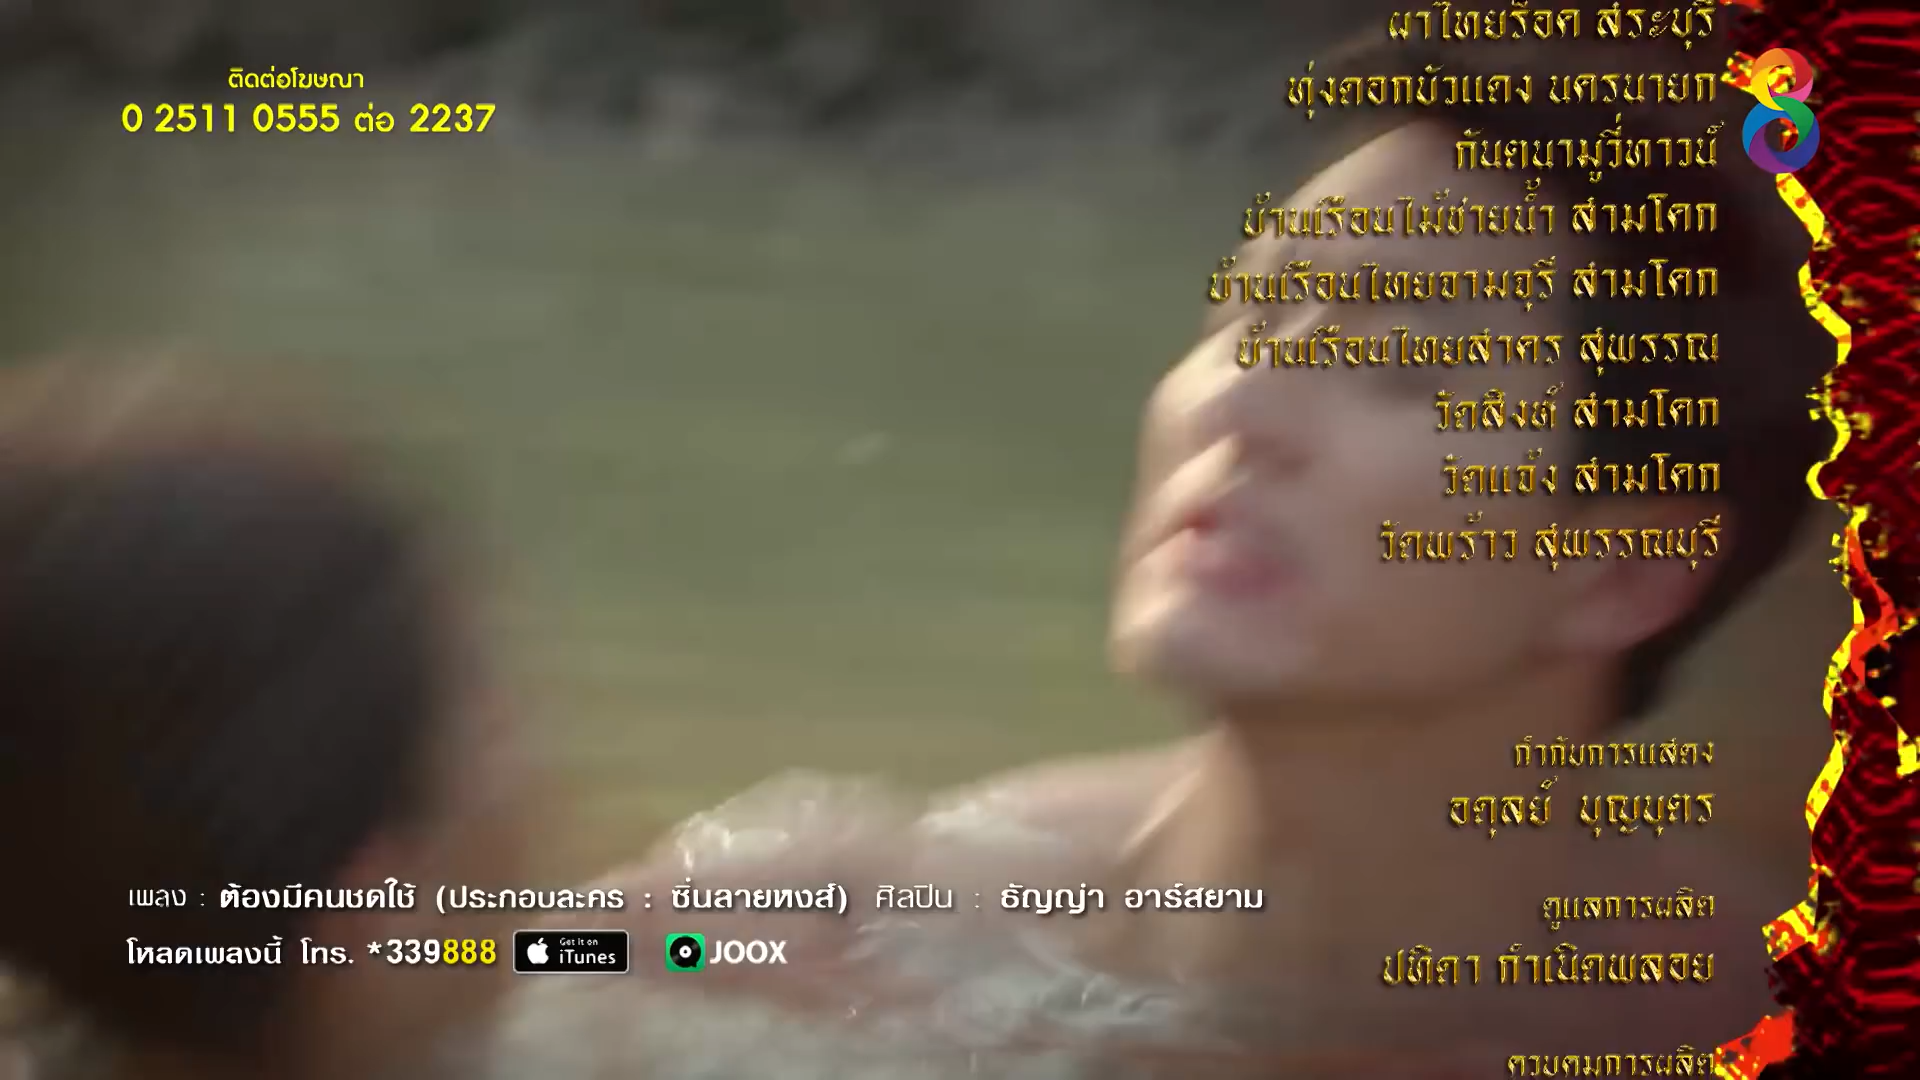 ติดต่อโฆษณา
0 2511 0555 ต่อ 2237
ผาไทยร็อค สระบุรี
ทุ่งดอกบัวแดง นครนายก
กันตนามูวี่ทาวน์
บ้านเรือนไม้ชายน้ำ สามโคก
บ้านเรือนไทยจามจุรี สามโคก
บ้านเรือนไทยสาคร สุพรรณ
วัดสิงห์ สามโคก
วัดแจ้ง สามโคก
วัดพร้าว สุพรรณบุรี
กำกับการแสดง
อดุลย์ บุญบุตร
ดูแลการผลิต
ปทิดา กำเนิดพลอย
ควบคุมการผลิต
เพลง : ต้องมีคนชดใช้ (ประกอบละคร : ซิ่นลายหงส์) ศิลปิน : ธัญญ่า อาร์สยาม
โหลดเพลงนี้ โทร. *339888 Get it on iTunes JOOX